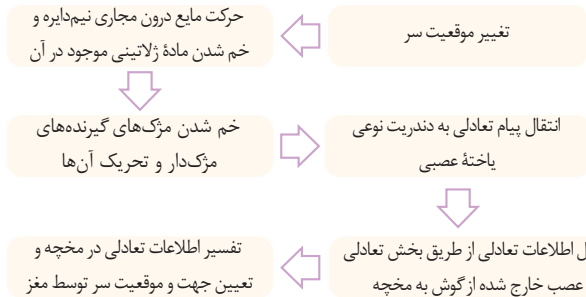 تغییر موقعیت سر
حرکت مایع درون مجاری نیم‌دایره و
خم شدن مادۀ ژلاتینی موجود در آن
خم شدن مژک‌های گیرنده‌های
مژک‌دار و تحریک آن‌ها
انتقال پیام تعادلی به دندریت نوعی
یاختۀ عصبی
اطلاعات تعادلی از طریق بخش تعادلی
عصب خارج شده از گوش به مخچه
تفسیر اطلاعات تعادلی در مخچه و
تعیین جهت و موقعیت سر توسط مغز